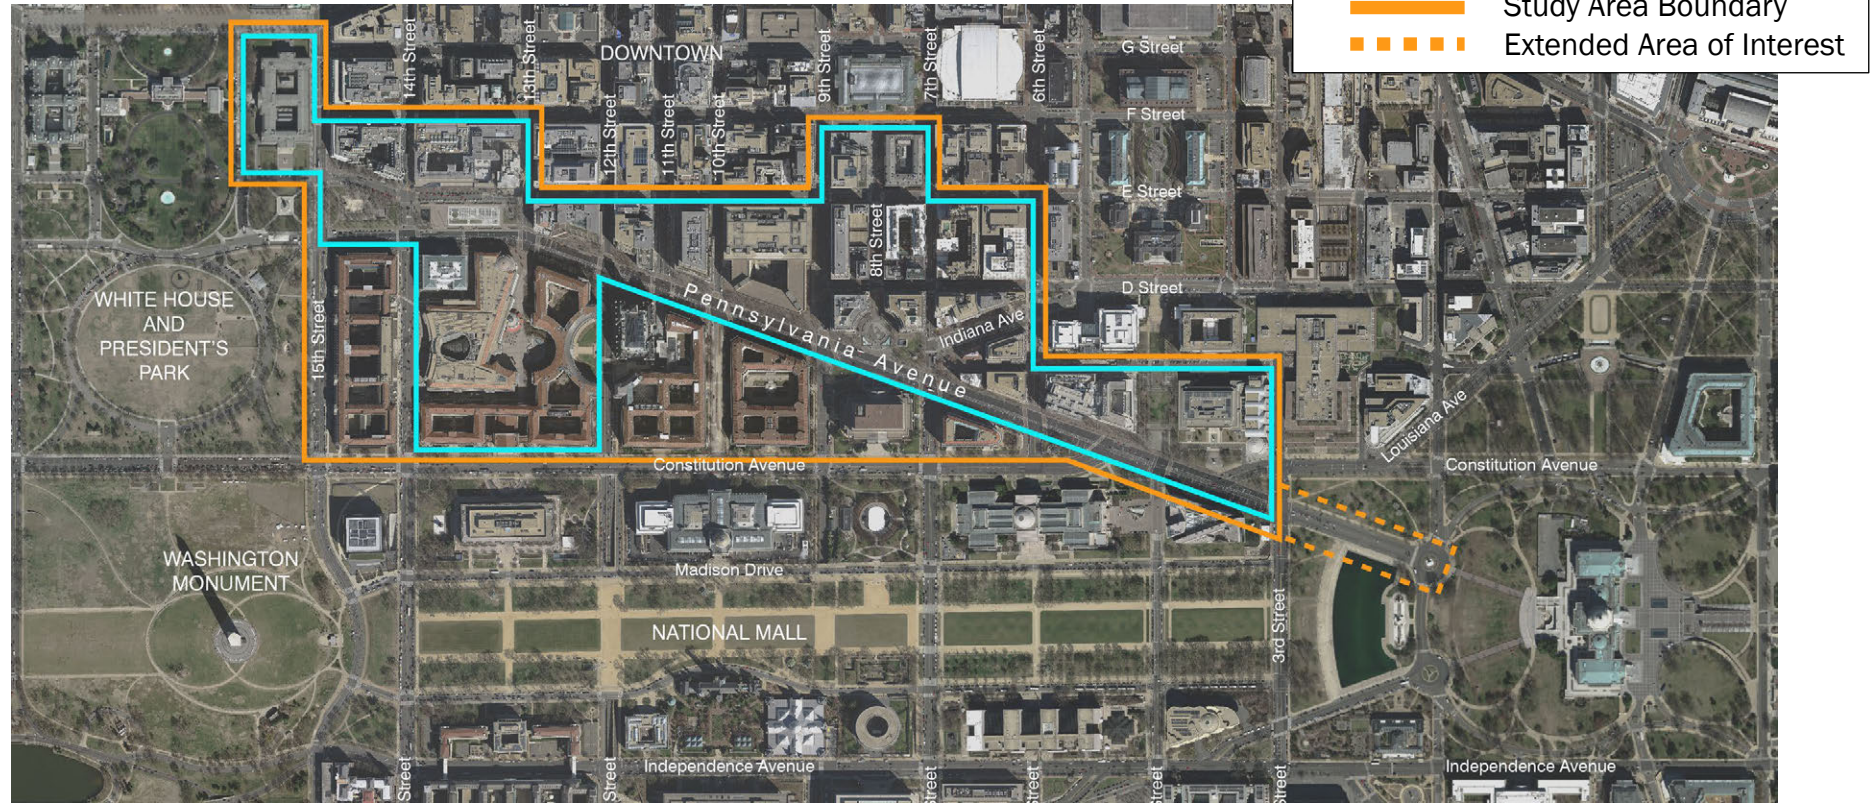 Study Area Boundary
Extended Area of Interest
14th Street
13th Street
DOWNTOWN
9th Street
7th Street
6th Street
G Street
F Street
12th Street
11th Street
10th Street
E Street
8th Street
D Street
Pennsylvania Avenue
Indiana Ave
WHITE HOUSE
AND
PRESIDENT'S
PARK
15th Street
Louisiana Ave
Constitution Avenue
Constitution Avenue
WASHINGTON
MONUMENT
Madison Drive
NATIONAL MALL
3rd Street
Independence Avenue
Independence Avenue
Street
Street
Street
Street
Street
Street